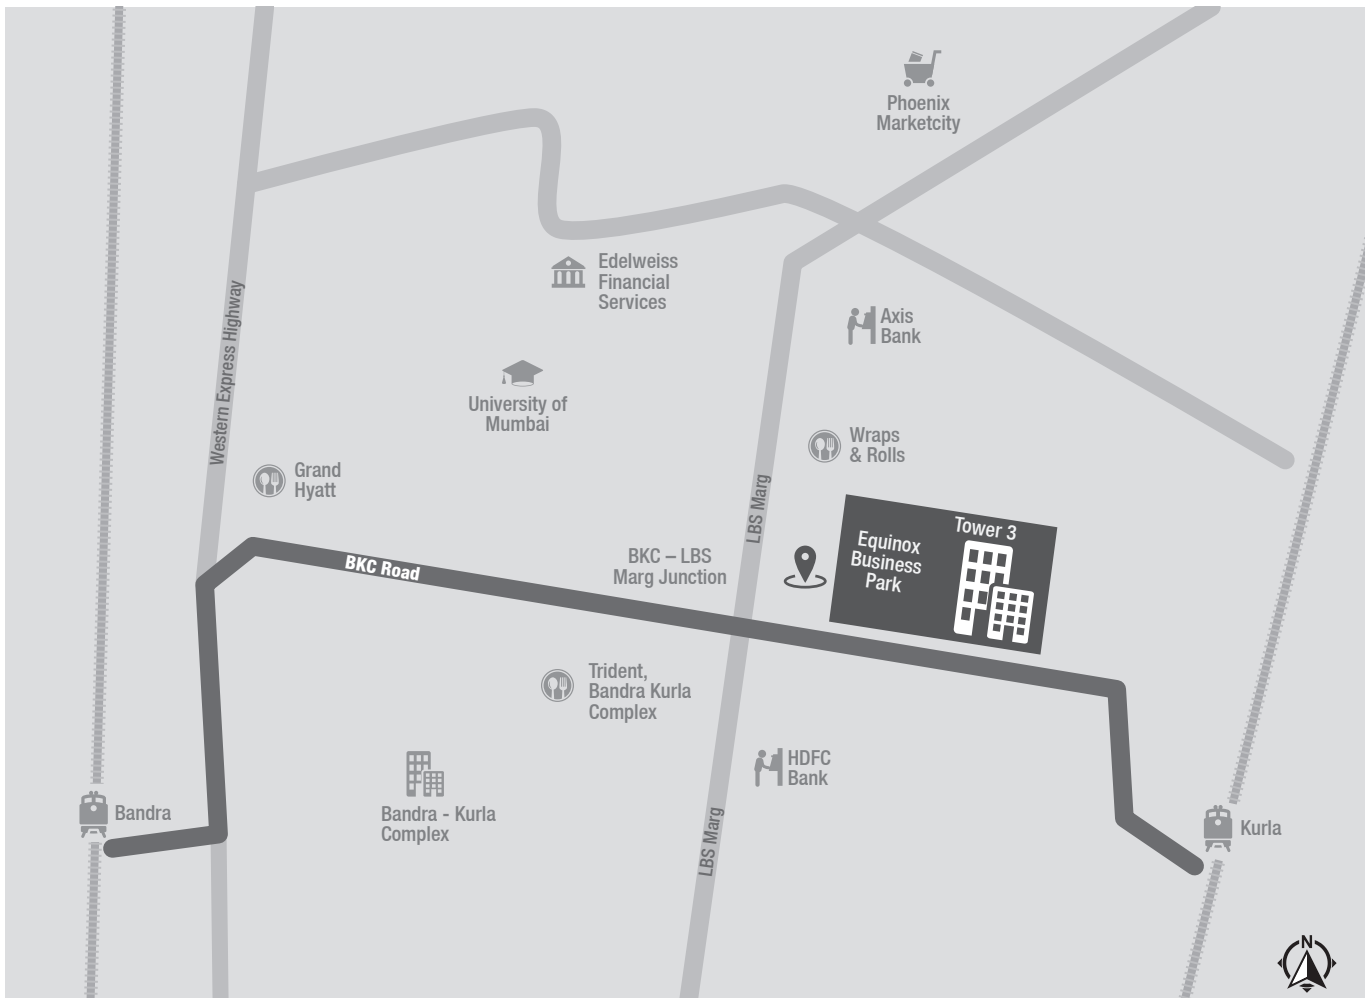 Phoenix
Marketcity
Edelweiss
Financial
Services
Axis
Bank
University of
Mumbai
Western Express Highway
Wraps
& Rolls
Grand
Hyatt
LBS Marg
Tower 3
Equinox
Business
Park
BKC – LBS
Marg Junction
BKC Road
Trident,
Bandra Kurla
Complex
HDFC
Bank
Bandra
Bandra - Kurla
Complex
LBS Marg
Kurla
N